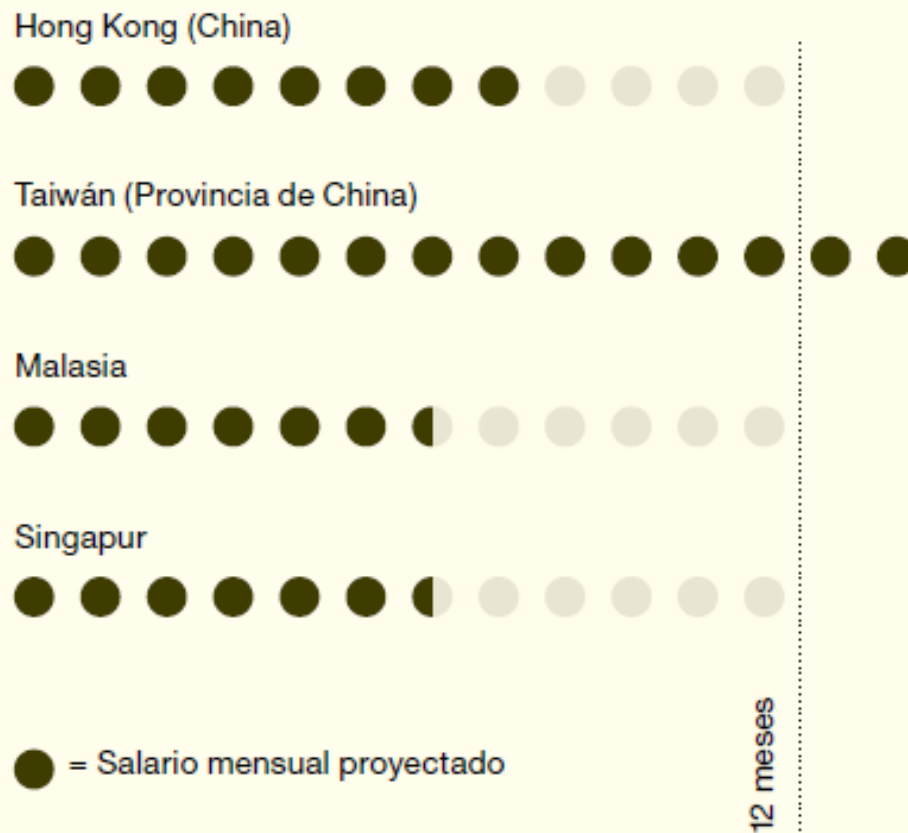 Hong Kong (China)
Taiwán (Provincia de China)
Malasia
Singapur
= Salario mensual proyectado
12 meses